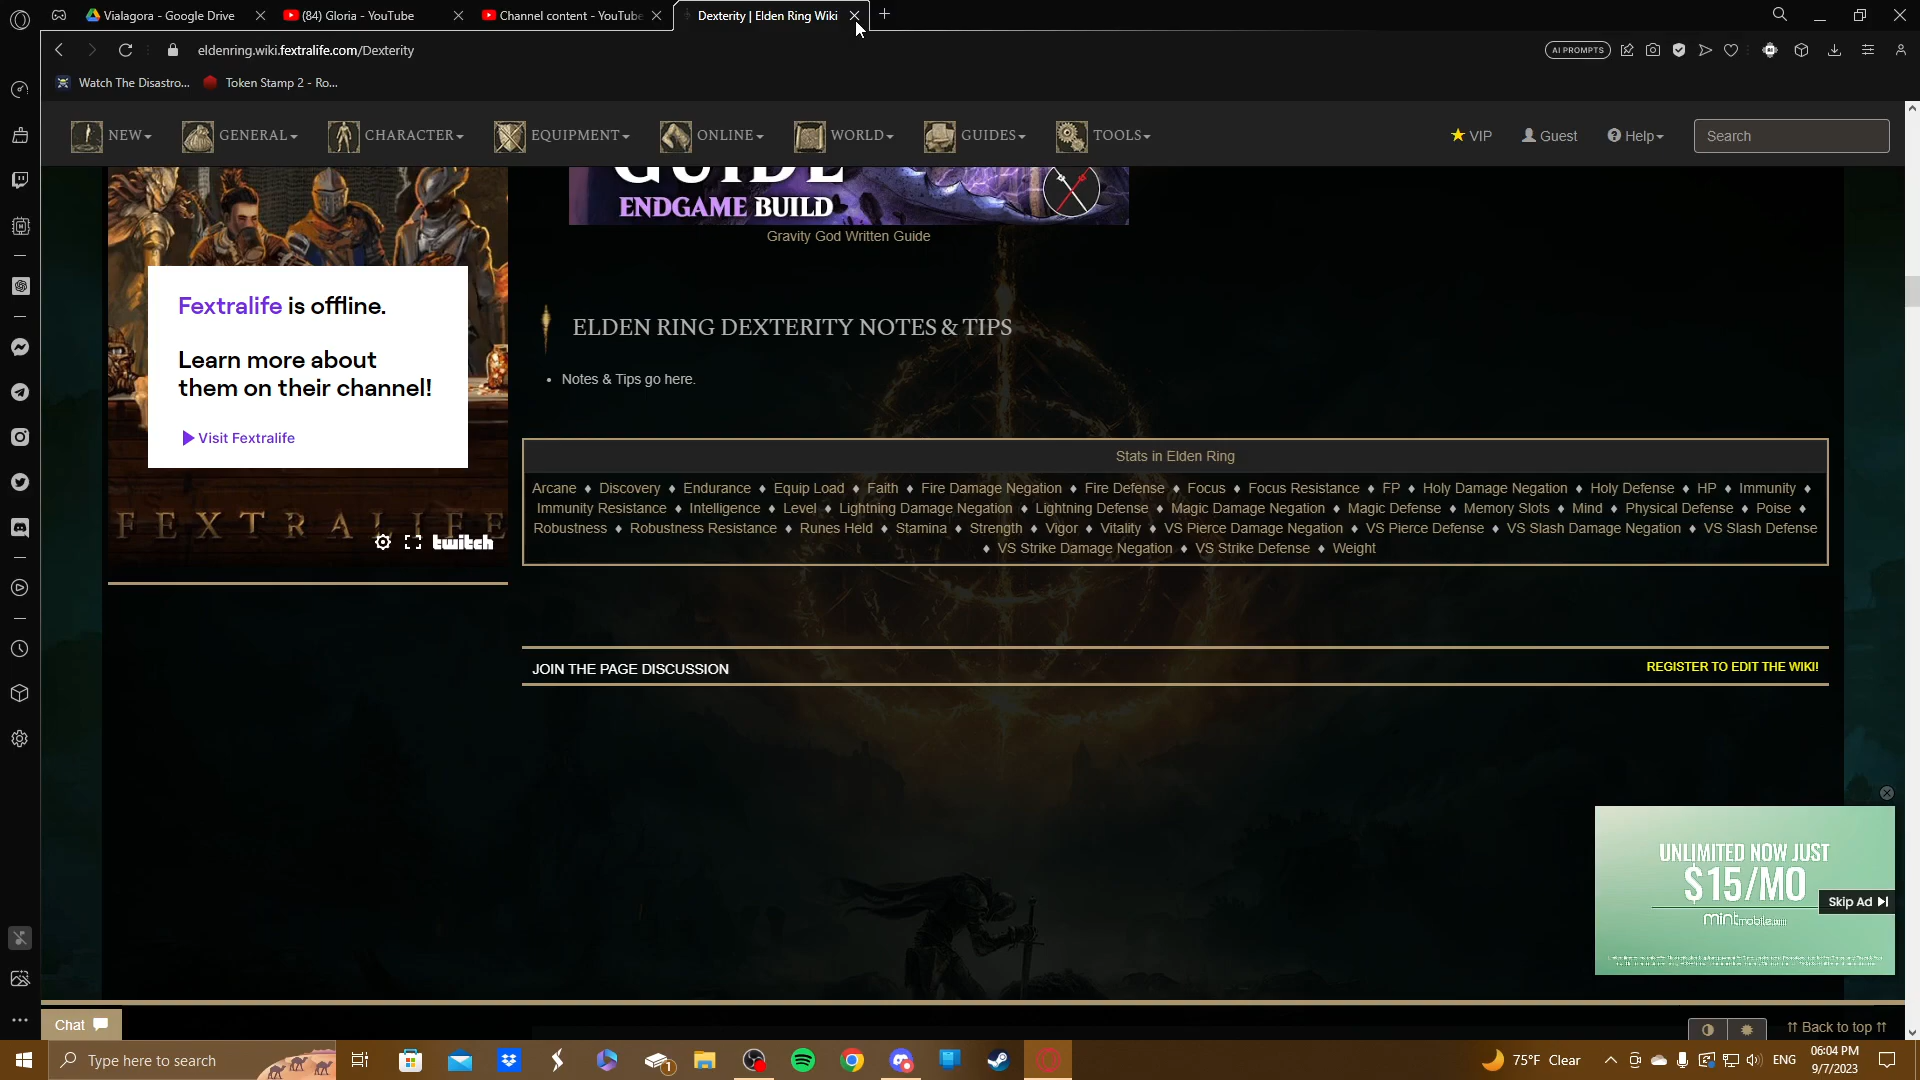 Vialagora - Google Drive
(84) Gloria - YouTube
Channel content - YouTube
Dexterity | Elden Ring Wiki
eldenring.wiki.fextralife.com/Dexterity
AI PROMPTS
Watch The Disastro...
Token Stamp 2 - Ro...
NEW
GENERAL
CHARACTER
EQUIPMENT
ONLINE
WORLD
GUIDES
TOOLS
VIP
Guest
Help
Search
GUIDE
ENDGAME BUILD
Gravity God Written Guide
Fextralife is offline.
Learn more about
them on their channel!
Visit Fextralife
FEXTRALIFE
twitch
ELDEN RING DEXTERITY NOTES & TIPS
• Notes & Tips go here.
Stats in Elden Ring
Arcane ♦ Discovery ♦ Endurance ♦ Equip Load ♦ Faith ♦ Fire Damage Negation ♦ Fire Defense ♦ Focus ♦ Focus Resistance ♦ FP ♦ Holy Damage Negation ♦ Holy Defense ♦ HP ♦ Immunity ♦
Immunity Resistance ♦ Intelligence ♦ Level ♦ Lightning Damage Negation ♦ Lightning Defense ♦ Magic Damage Negation ♦ Magic Defense ♦ Memory Slots ♦ Mind ♦ Physical Defense ♦ Poise ♦
Robustness ♦ Robustness Resistance ♦ Runes Held ♦ Stamina ♦ Strength ♦ Vigor ♦ Vitality ♦ VS Pierce Damage Negation ♦ VS Pierce Defense ♦ VS Slash Damage Negation ♦ VS Slash Defense
♦ VS Strike Damage Negation ♦ VS Strike Defense ♦ Weight
JOIN THE PAGE DISCUSSION
REGISTER TO EDIT THE WIKI!
UNLIMITED NOW JUST
$15/MO
mintmobile.com
Skip Ad
Chat
Back to top
Type here to search
1
75°F Clear
ENG
06:04 PM
9/7/2023